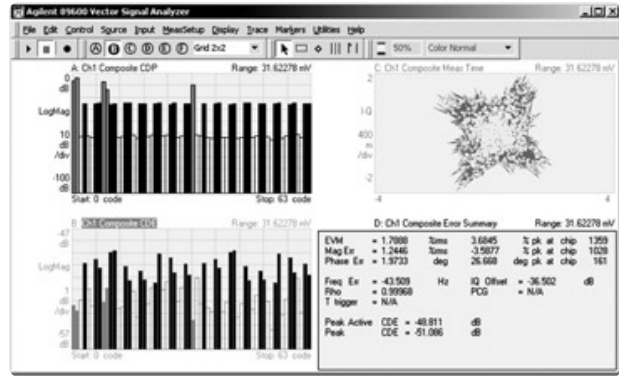 Agilent 89600 Vector Signal Analyzer
File Edit Control Source Input MeasSetup Display Trace Markers Utilities Help
A B C D E F Grid 2x2 50% Color Normal
A: Ch1 Composite CDP Range: 31.62278 mV
0
dB
LogMag
10
dB
/div
-100
dB
Start: 0 code Stop: 63 code
C: Ch1 Composite Meas Time Range: 31.62278 mV
2
I-Q
400
m
/div
-2
-4 4
B: Ch1 Composite CDE Range: 31.62278 mV
-47
dB
LogMag
1
dB
/div
-57
dB
Start: 0 code Stop: 63 code
D: Ch1 Composite Error Summary Range: 31.62278 mV
EVM = 1.7888 %rms 3.6845 % pk at chip 1359
Mag Err = 1.2446 %rms -3.5877 % pk at chip 1028
Phase Err = 1.9733 deg 26.668 deg pk at chip 161
Freq Err = -43.509 Hz IQ Offset = -36.502 dB
Rho = 0.99968 PCG = N/A
T trigger = N/A
Peak Active CDE = -48.811 dB
Peak CDE = -51.086 dB